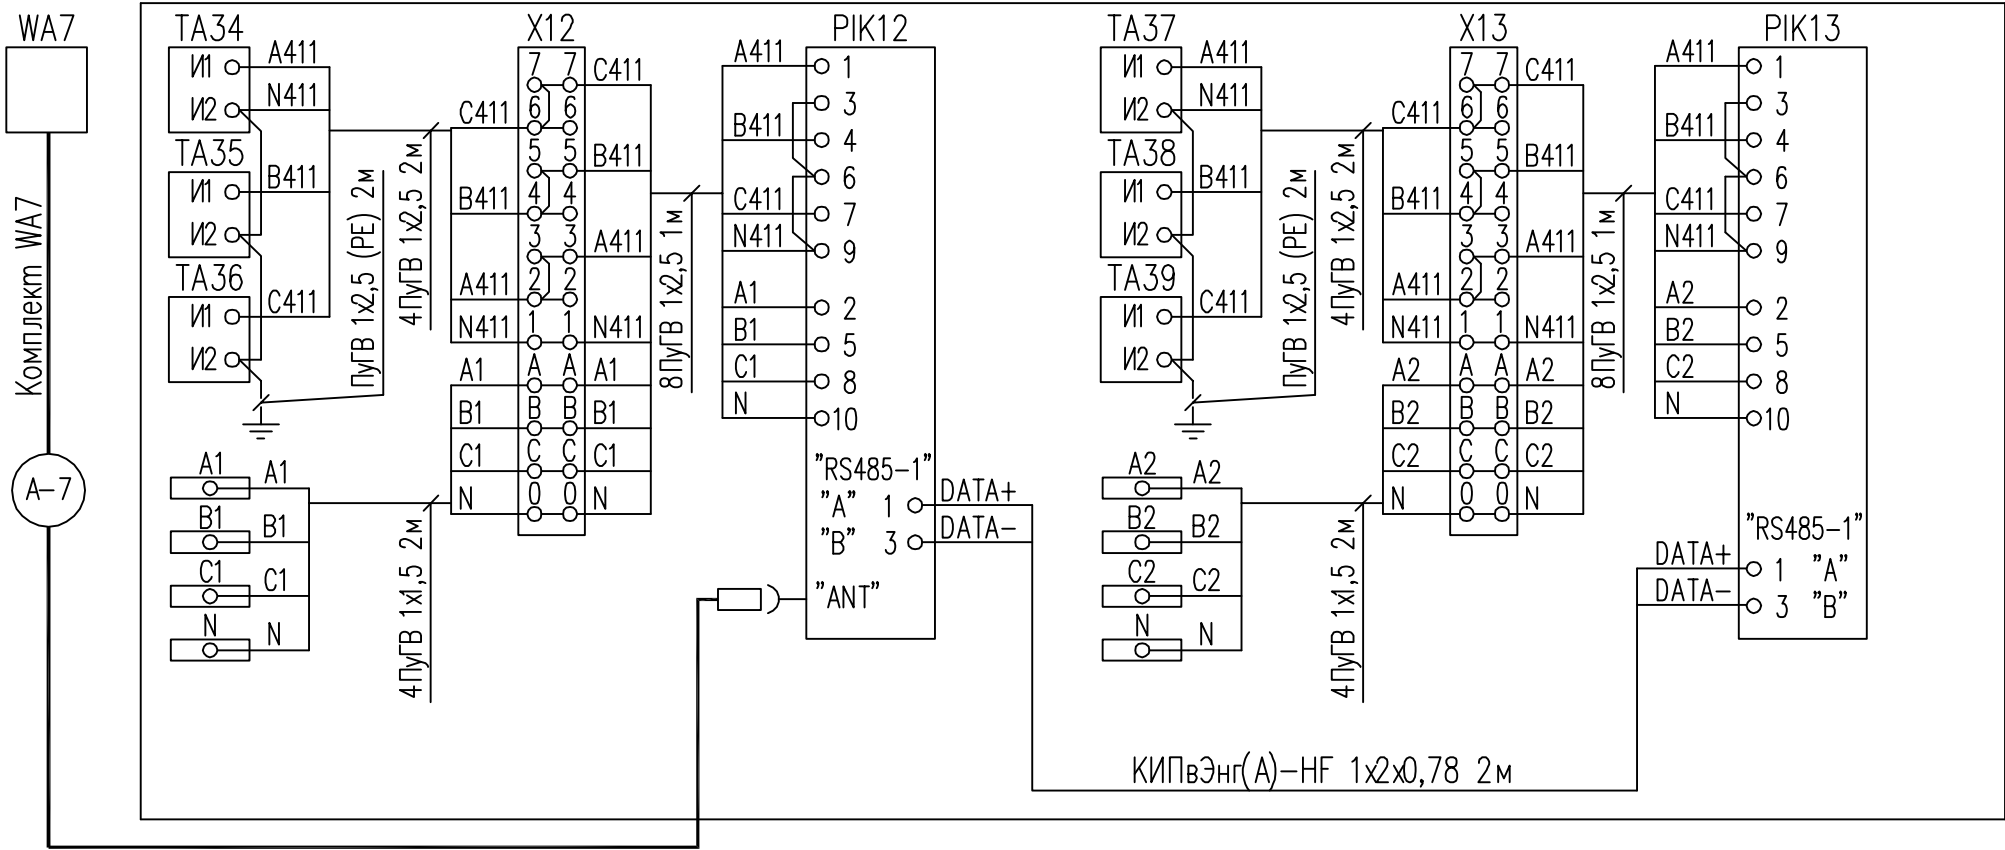 WA7
Комплект WA7
A-7
TA34
И1
A411
И2
N411
TA35
И1
B411
И2
TA36
И1
C411
И2
ПуГВ 1x2,5 (PE) 2м
4ПуГВ 1x2,5 2м
A1
A1
B1
B1
C1
C1
N
N
4ПуГВ 1x1,5 2м
X12
7 7
C411
C411
6 6
5 5
B411
B411
4 4
3 3
A411
A411
2 2
N411
1 1
N411
A1
A A
A1
B1
B B
B1
C1
C C
C1
N
0 0
N
8ПуГВ 1x2,5 1м
PIK12
A411
1
3
B411
4
6
C411
7
N411
9
A1
2
B1
5
C1
8
N
10
"RS485-1"
"A" 1
DATA+
"B" 3
DATA-
"ANT"
TA37
И1
A411
И2
N411
TA38
И1
B411
И2
TA39
И1
C411
И2
ПуГВ 1x2,5 (PE) 2м
4ПуГВ 1x2,5 2м
A2
A2
B2
B2
C2
C2
N
N
4ПуГВ 1x1,5 2м
X13
7 7
C411
C411
6 6
5 5
B411
B411
4 4
3 3
A411
A411
2 2
N411
1 1
N411
A2
A A
A2
B2
B B
B2
C2
C C
C2
N
0 0
N
8ПуГВ 1x2,5 1м
PIK13
A411
1
3
B411
4
6
C411
7
N411
9
A2
2
B2
5
C2
8
N
10
"RS485-1"
DATA+
1 "A"
DATA-
3 "B"
КИПвЭнг(А)-HF 1x2x0,78 2м